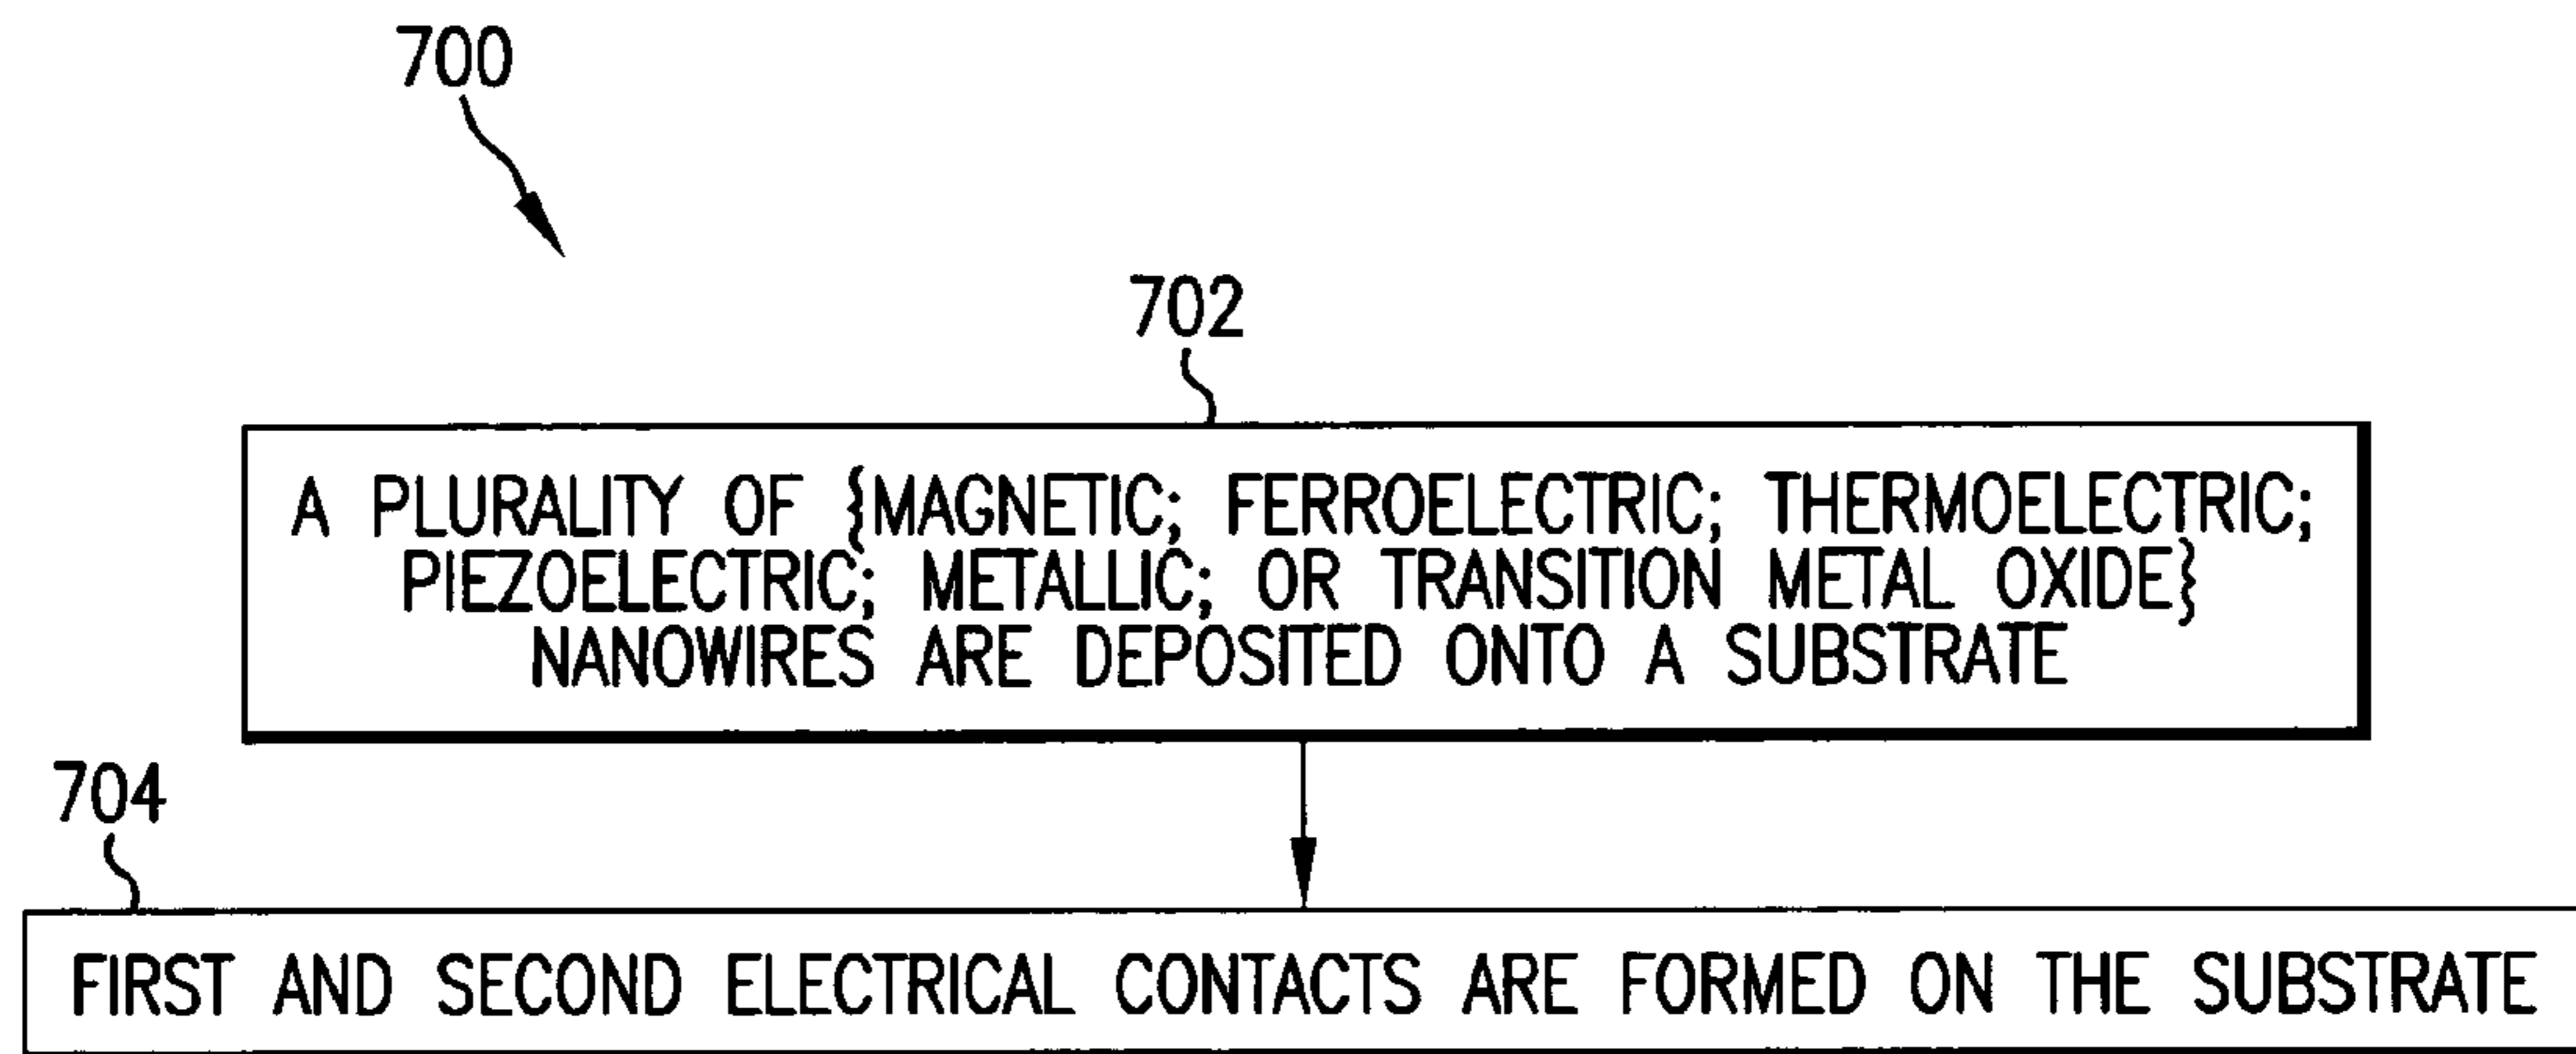 700
702
A PLURALITY OF {MAGNETIC; FERROELECTRIC; THERMOELECTRIC;
PIEZOELECTRIC; METALLIC; OR TRANSITION METAL OXIDE}
NANOWIRES ARE DEPOSITED ONTO A SUBSTRATE
704
FIRST AND SECOND ELECTRICAL CONTACTS ARE FORMED ON THE SUBSTRATE